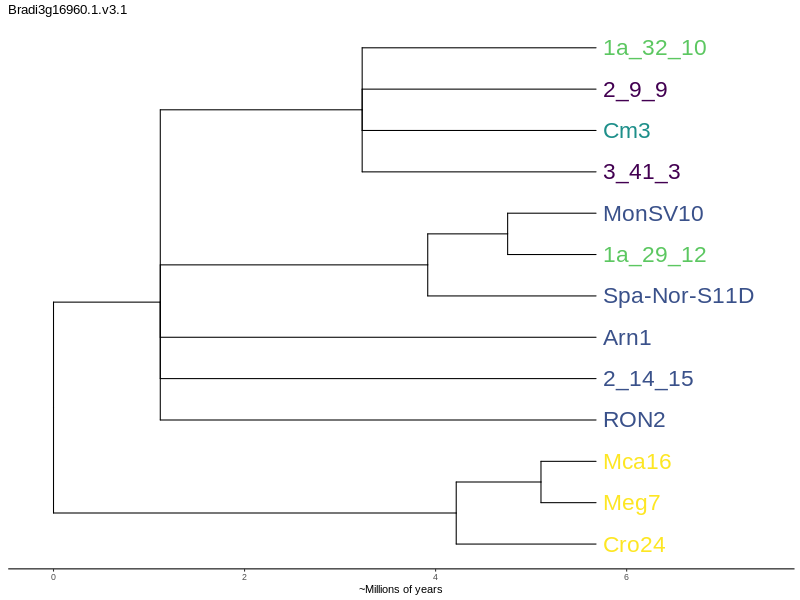 Bradi3g16960.1.v3.1
1a_32_10
2_9_9
Cm3
3_41_3
MonSV10
1a_29_12
Spa-Nor-S11D
Arn1
2_14_15
RON2
Mca16
Meg7
Cro24
0 2 4 6
~Millions of years